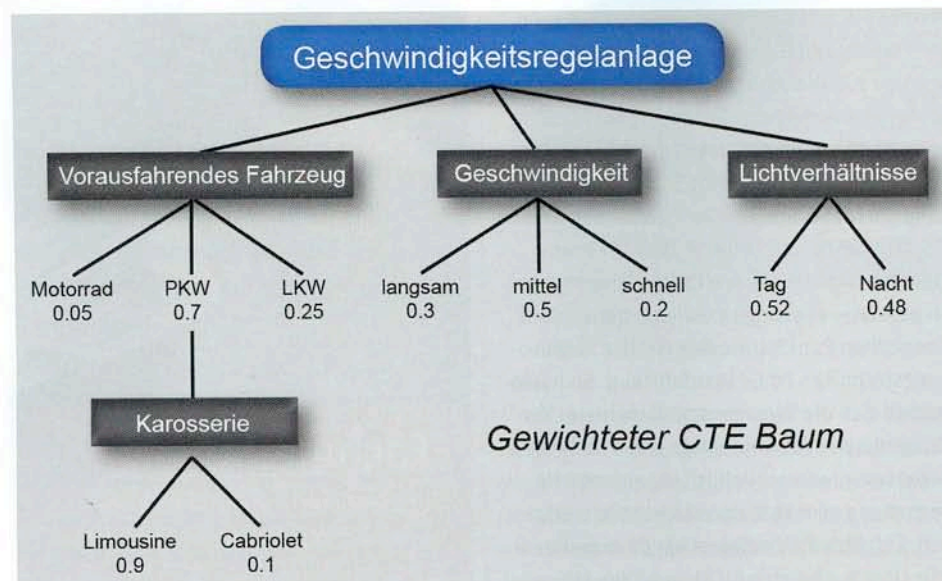 Geschwindigkeitsregelanlage
Vorausfahrendes Fahrzeug
Geschwindigkeit
Lichtverhältnisse
Motorrad
0.05
PKW
0.7
LKW
0.25
langsam
0.3
mittel
0.5
schnell
0.2
Tag
0.52
Nacht
0.48
Karosserie
Gewichteter CTE Baum
Limousine
0.9
Cabriolet
0.1